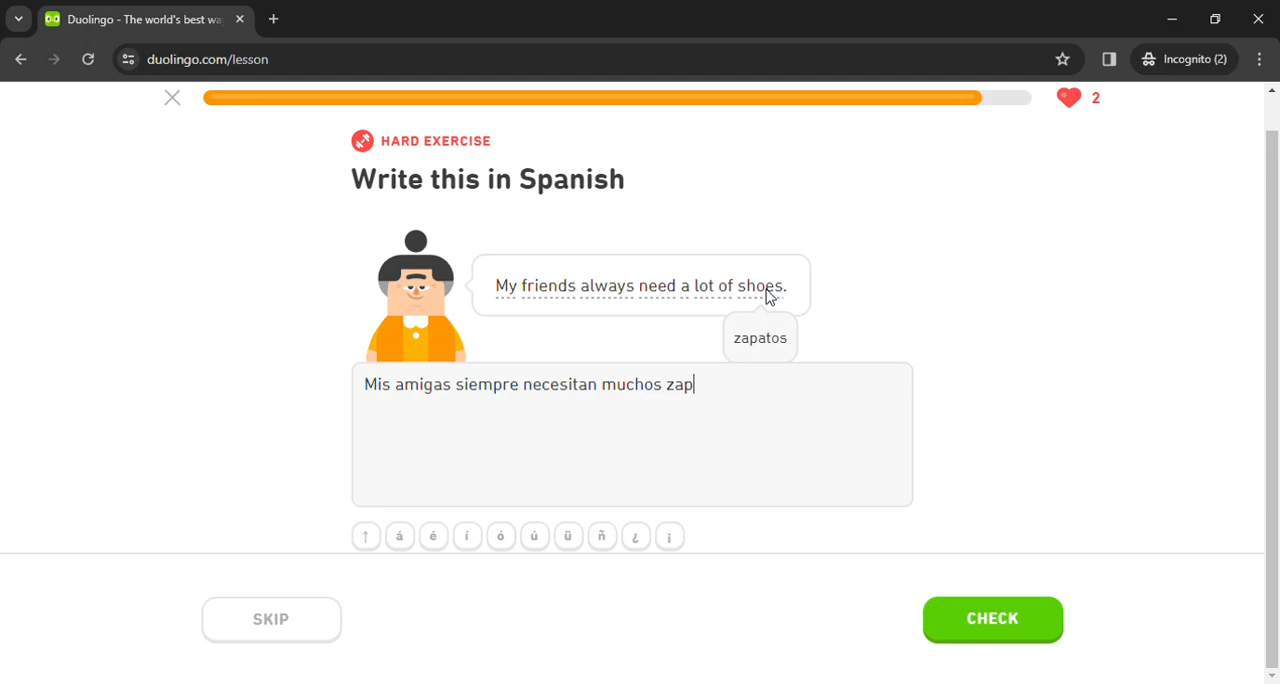 Duolingo - The world's best wa
duolingo.com/lesson
Incognito (2)
2
HARD EXERCISE
Write this in Spanish
My friends always need a lot of shoes.
zapatos
Mis amigas siempre necesitan muchos zap
↑ á é í ó ú ü ñ ¿ ¡
SKIP
CHECK